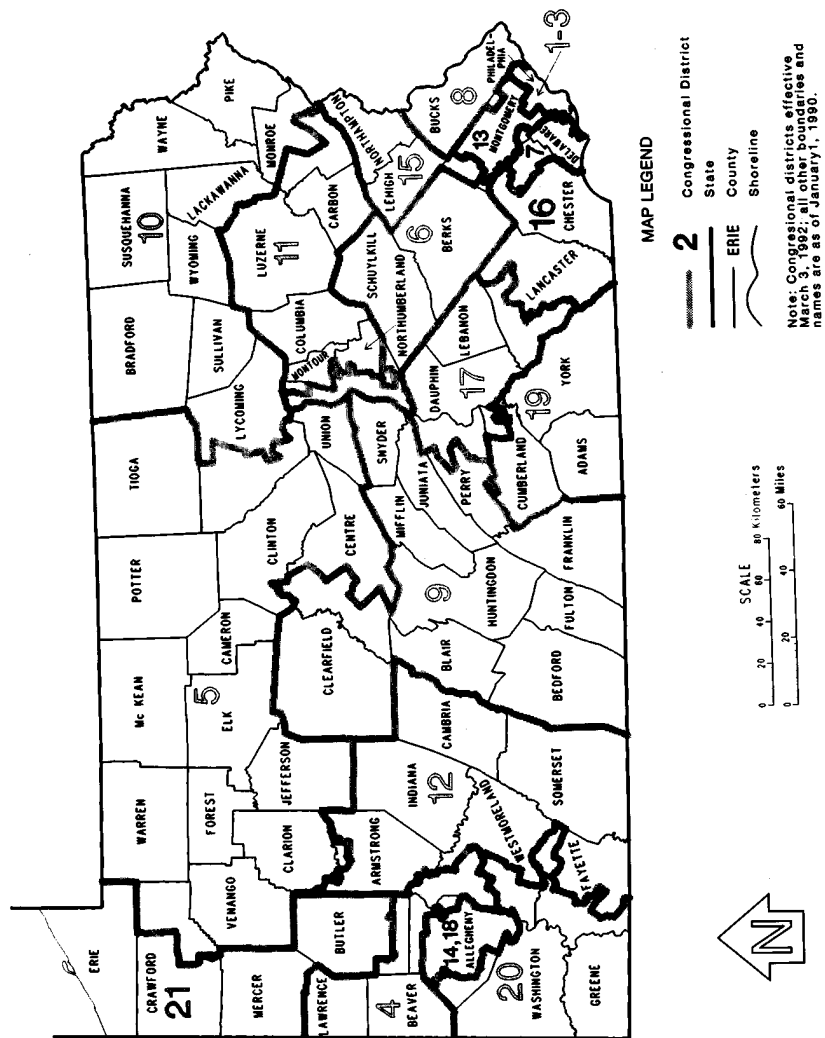 ERIE
CRAWFORD
21
MERCER
LAWRENCE
4
BEAVER
BUTLER
VENANGO
WARREN
FOREST
CLARION
JEFFERSON
ARMSTRONG
INDIANA
12
14,18
ALLEGHENY
20
WASHINGTON
GREENE
WESTMORELAND
FAYETTE
SOMERSET
CAMBRIA
Mc KEAN
5
ELK
CAMERON
POTTER
CLEARFIELD
CLINTON
CENTRE
BLAIR
BEDFORD
9
HUNTINGDON
FULTON
FRANKLIN
MIFFLIN
JUNIATA
PERRY
SNYDER
UNION
TIOGA
LYCOMING
BRADFORD
SULLIVAN
COLUMBIA
MONTOUR
NORTHUMBERLAND
SCHUYLKILL
DAUPHIN
17
LEBANON
CUMBERLAND
ADAMS
19
YORK
LANCASTER
SUSQUEHANNA
10
WYOMING
LACKAWANNA
WAYNE
PIKE
MONROE
LUZERNE
11
CARBON
NORTHAMPTON
LEHIGH
15
6
BERKS
BUCKS
8
13
MONTGOMERY
PHILADEL-
PHIA
1-3
7
DELAWARE
16
CHESTER
MAP LEGEND
2 Congressional District
State
ERIE County
Shoreline
Note: Congresional districts effective
March 3, 1992; all other boundaries and
names are as of January1, 1990.
SCALE
0 20 40 60 80 Kilometers
0 20 40 60 Miles
N